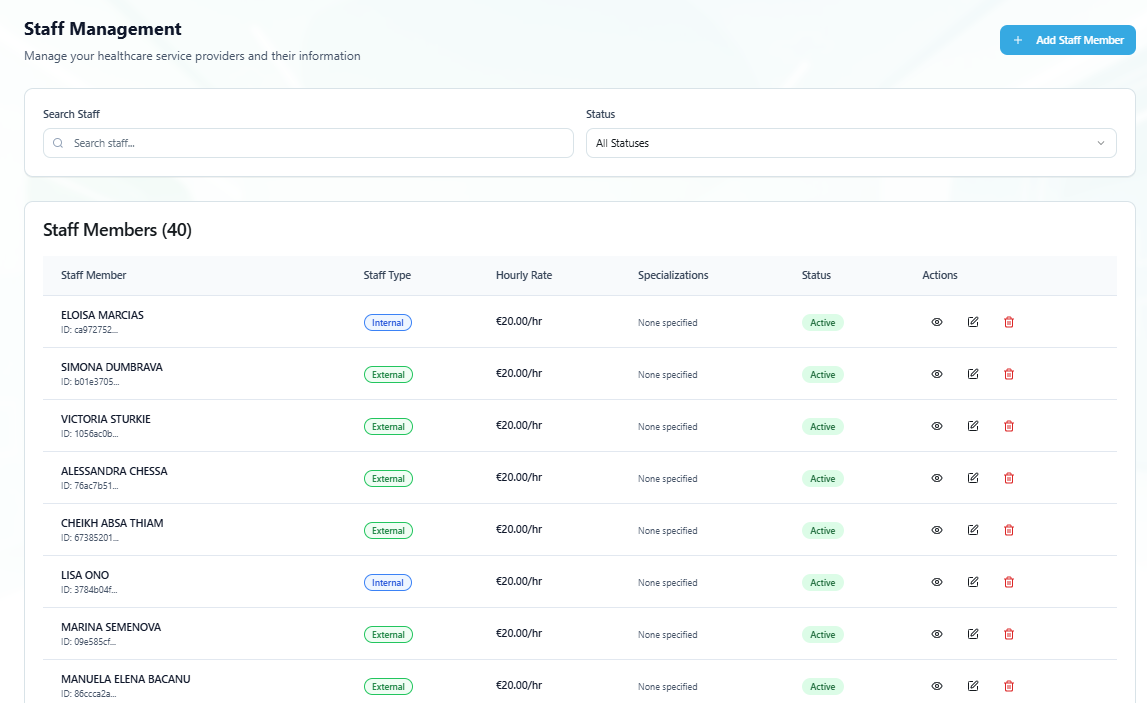 Staff Management
Manage your healthcare service providers and their information
Add Staff Member
Search Staff
Status
Search staff...
All Statuses
Staff Members (40)
Staff Member Staff Type Hourly Rate Specializations Status Actions
ELOISA MARCIAS
ID: ca972752...
Internal €20.00/hr None specified Active
SIMONA DUMBRAVA
ID: b01e3705...
External €20.00/hr None specified Active
VICTORIA STURKIE
ID: 1056ac0b...
External €20.00/hr None specified Active
ALESSANDRA CHESSA
ID: 76ac7b51...
External €20.00/hr None specified Active
CHEIKH ABSA THIAM
ID: 67385201...
External €20.00/hr None specified Active
LISA ONO
ID: 3784b04f...
Internal €20.00/hr None specified Active
MARINA SEMENOVA
ID: 09e585cf...
External €20.00/hr None specified Active
MANUELA ELENA BACANU
ID: 86ccca2a...
External €20.00/hr None specified Active